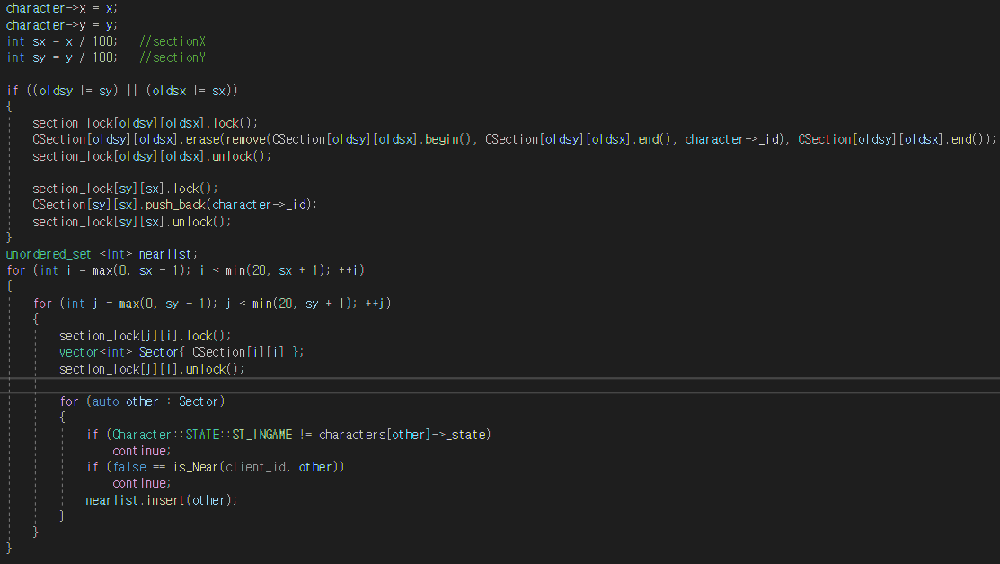 character->x = x;
character->y = y;
int sx = x / 100;   //sectionX
int sy = y / 100;   //sectionY
if ((oldsy != sy) || (oldsx != sx))
{
section_lock[oldsy][oldsx].lock();
CSection[oldsy][oldsx].erase(remove(CSection[oldsy][oldsx].begin(), CSection[oldsy][oldsx].end(), character->_id), CSection[oldsy][oldsx].end());
section_lock[oldsy][oldsx].unlock();
section_lock[sy][sx].lock();
CSection[sy][sx].push_back(character->_id);
section_lock[sy][sx].unlock();
}
unordered_set <int> nearlist;
for (int i = max(0, sx - 1); i < min(20, sx + 1); ++i)
{
for (int j = max(0, sy - 1); j < min(20, sy + 1); ++j)
{
section_lock[j][i].lock();
vector<int> Sector{ CSection[j][i] };
section_lock[j][i].unlock();
for (auto other : Sector)
{
if (Character::STATE::ST_INGAME != characters[other]->_state)
continue;
if (false == is_Near(client_id, other))
continue;
nearlist.insert(other);
}
}
}